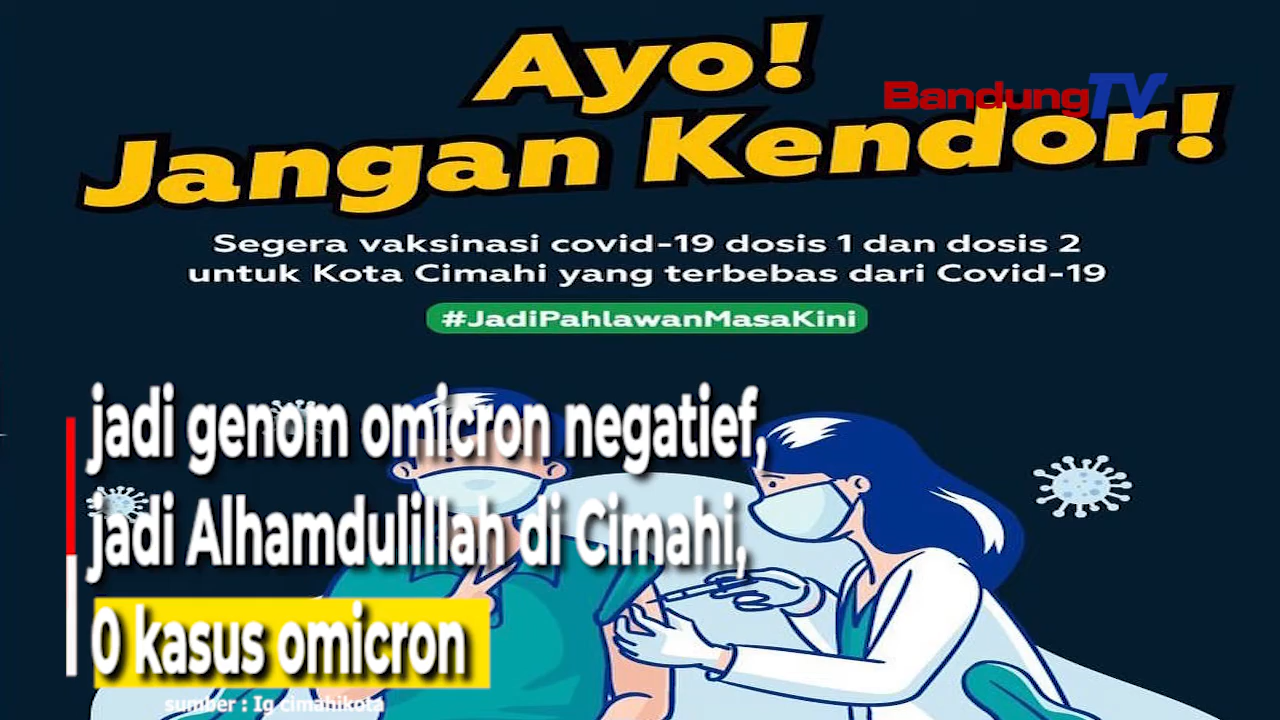 Ayo!
BandungTV
Jangan Kendor!
Segera vaksinasi covid-19 dosis 1 dan dosis 2
untuk Kota Cimahi yang terbebas dari Covid-19
#JadiPahlawanMasaKini
jadi genom omicron negatief,
jadi Alhamdulillah di Cimahi,
0 kasus omicron
sumber : Ig cimahikota